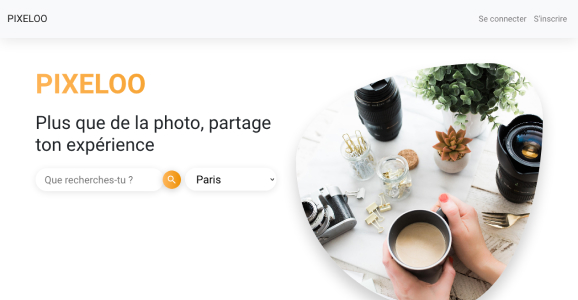 PIXELOO
Se connecter S'inscrire
PIXELOO
Plus que de la photo, partage
ton expérience
Que recherches-tu ?
Paris